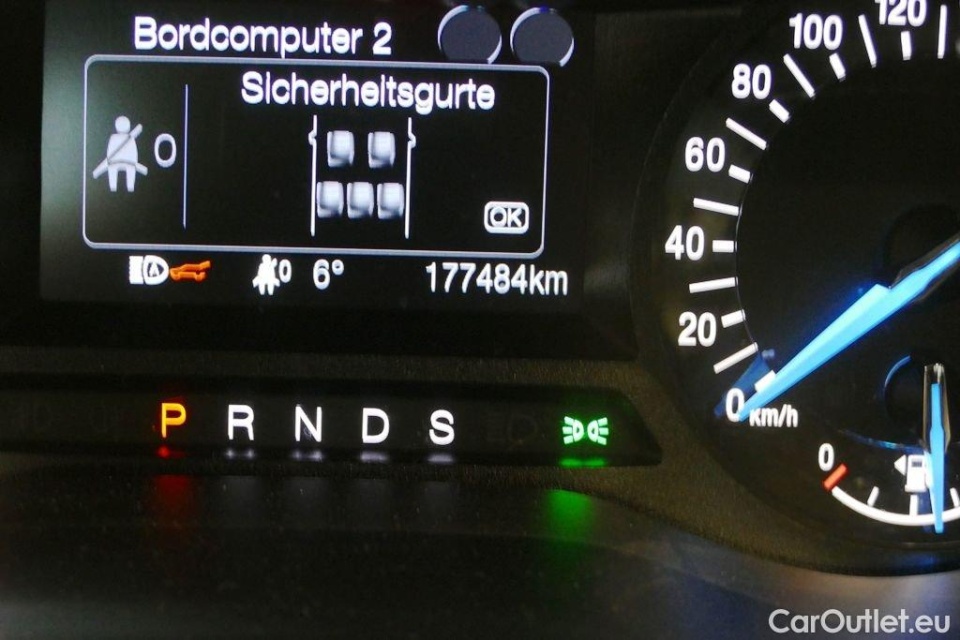 Bordcomputer 2
Sicherheitsgurte
0
OK
0 6° 177484km
P R N D S
120
100
80
60
40
20
0 km/h
0
CarOutlet.eu